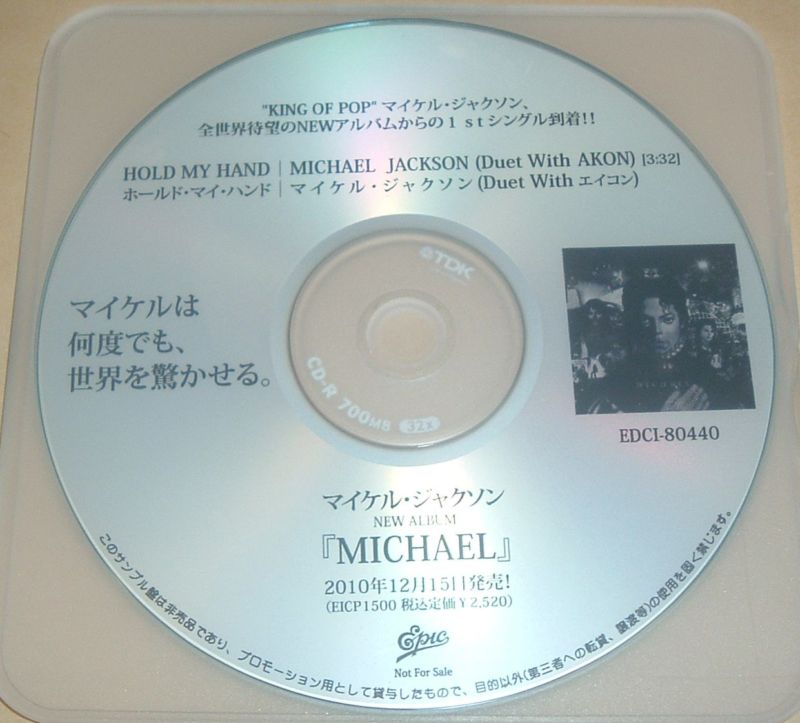 "KING OF POP" マイケル・ジャクソン、
全世界待望のNEWアルバムからの1stシングル到着!!
HOLD MY HAND | MICHAEL JACKSON (Duet With AKON) [3:32]
ホールド・マイ・ハンド | マイケル・ジャクソン (Duet With エイコン)
TDK
マイケルは
何度でも、
世界を驚かせる。
CD-R 700MB 32x
MICHAEL
EDCI-80440
マイケル・ジャクソン
NEW ALBUM
『MICHAEL』
2010年12月15日発売!
(EICP1500 税込定価¥2,520)
Epic
Not For Sale
このサンプル盤は非売品であり、プロモーション用として貸与したもので、目的以外(第三者への転貸、譲渡等)の使用を固く禁じます。